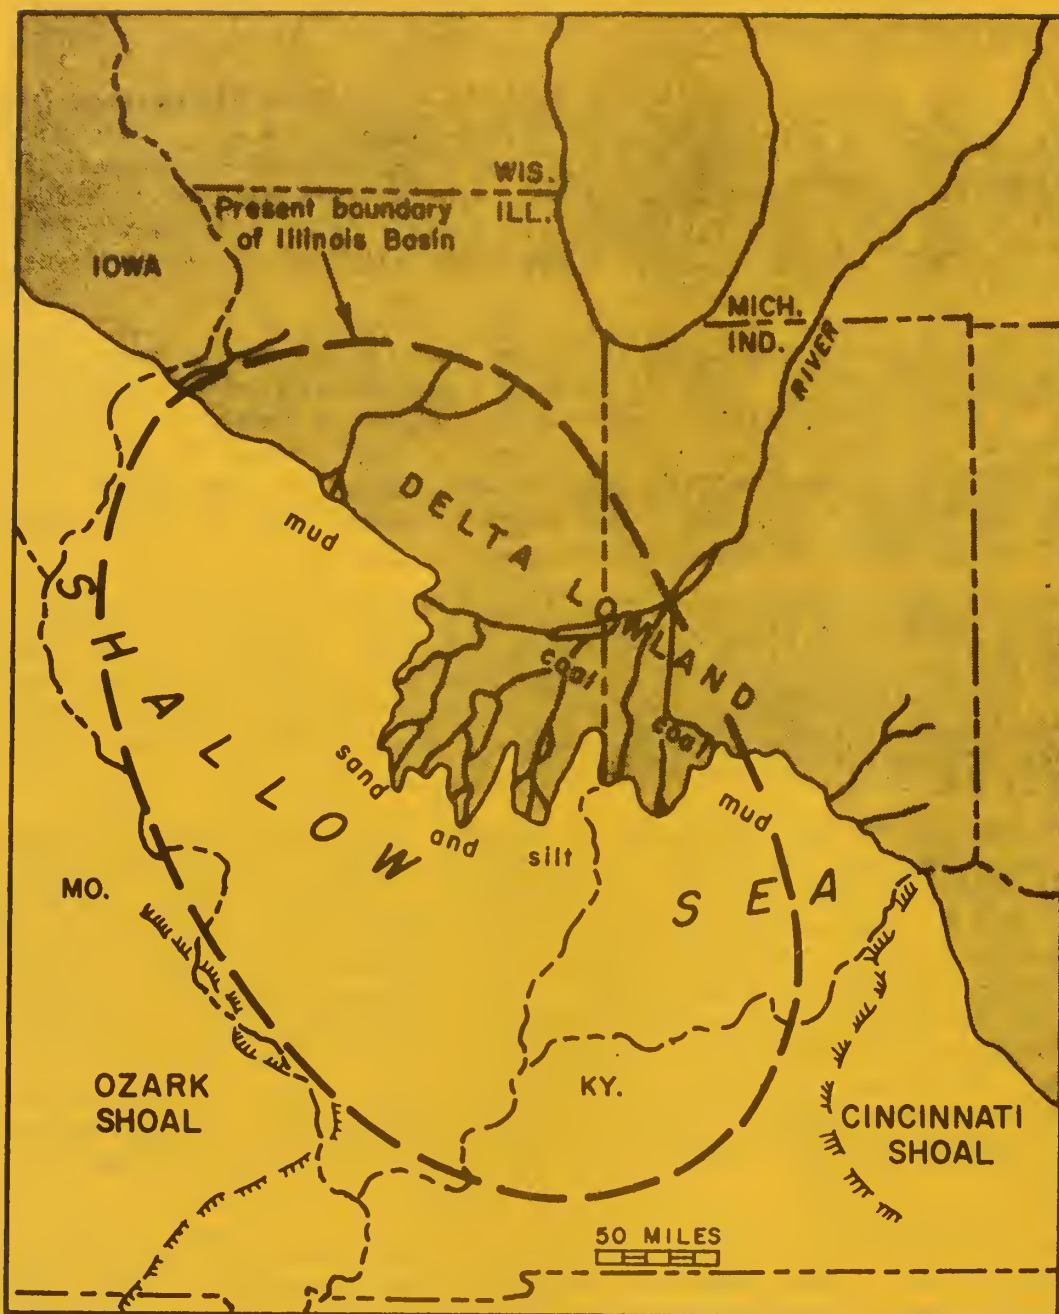 WIS.
ILL.
Present boundary
of Illinois Basin
IOWA
MICH.
IND.
RIVER
DELTA LOWLAND
mud
coal
coal
SHALLOW SEA
sand and silt
mud
MO.
KY.
OZARK
SHOAL
CINCINNATI
SHOAL
50 MILES